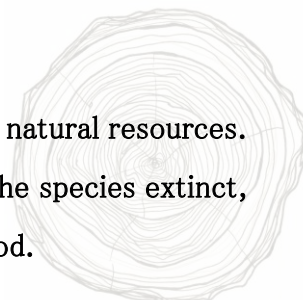 natural resources.
he species extinct,
od.